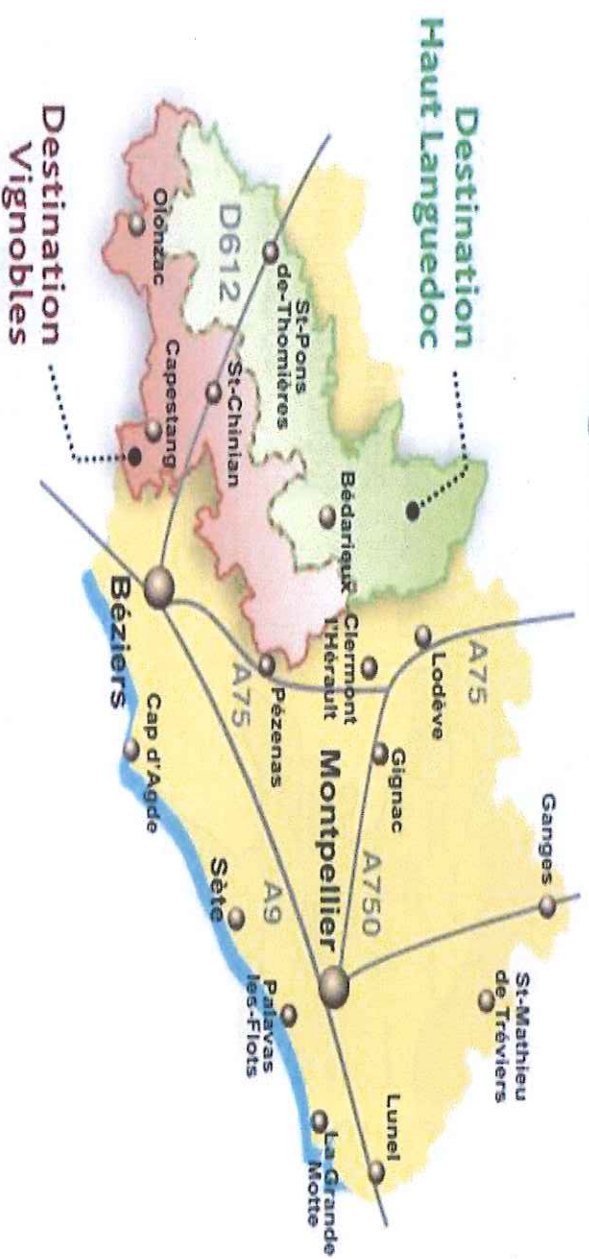 Destination
Haut Languedoc
D612
St-Pons
de-Thomières
Olonzac
St-Chinian
Capestang
Destination
Vignobles
Bédarieux
Clermont
l'Hérault
Lodève
A75
Pézenas
A75
Béziers
Cap d'Agde
Gignac
Montpellier
A750
A9
Sète
Ganges
St-Mathieu
de Tréviers
Palavas
les-Flots
Lunel
La Grande
Motte